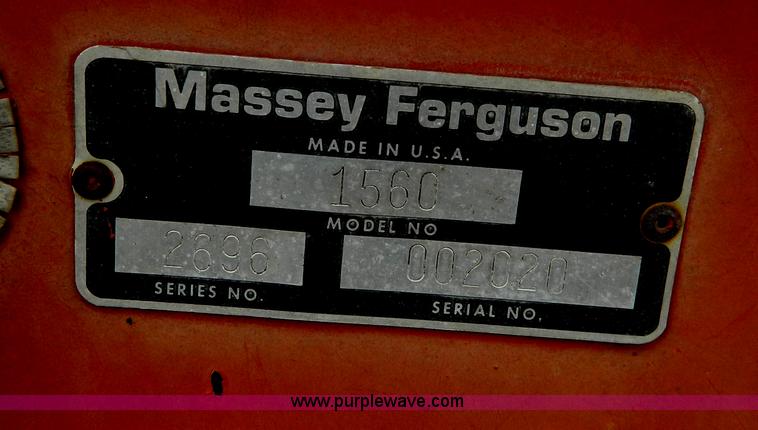 Massey Ferguson
MADE IN U.S.A.
1560
MODEL NO
2696
SERIES NO.
002020
SERIAL NO.
www.purplewave.com